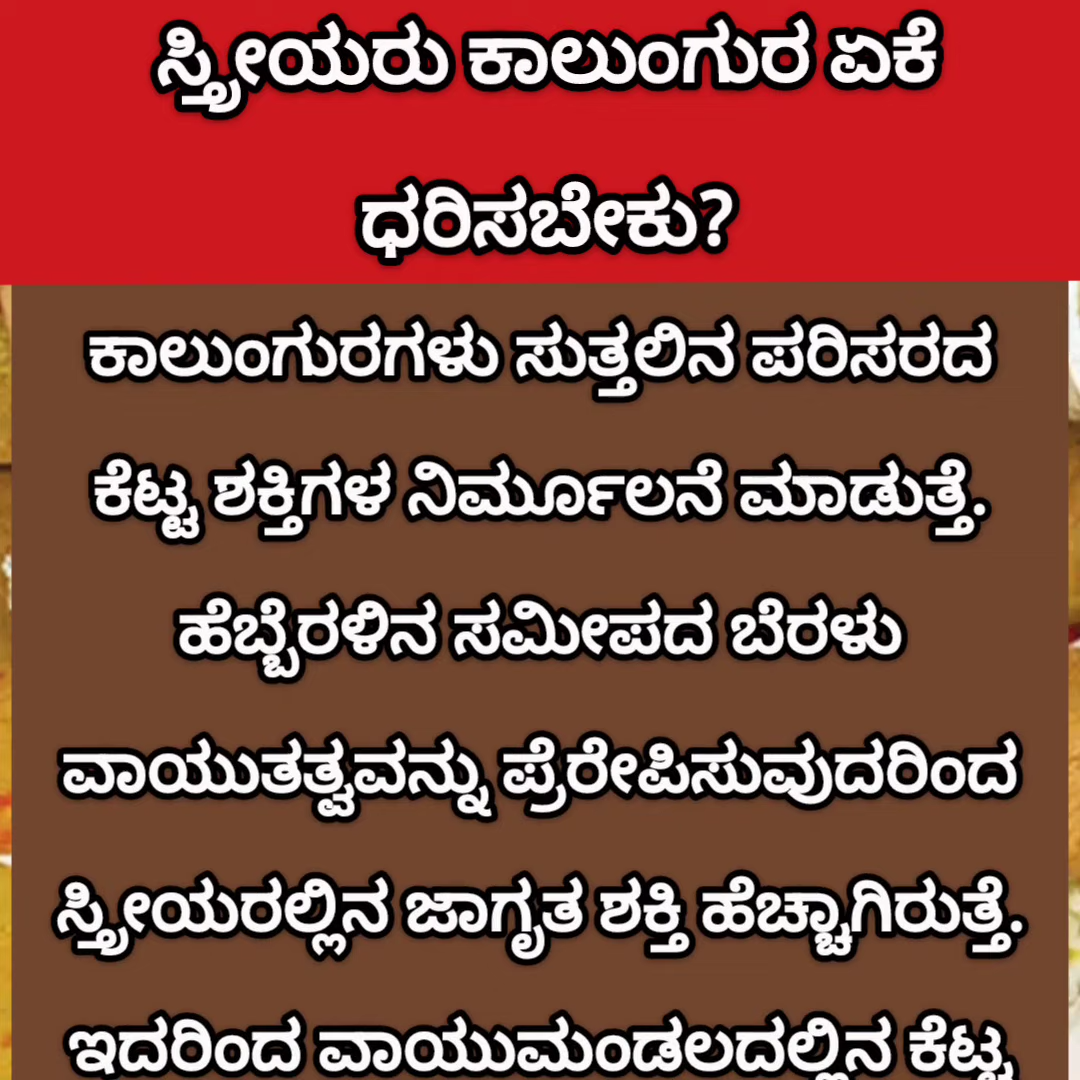 ಸ್ತ್ರೀಯರು ಕಾಲುಂಗುರ ಏಕೆ
ಧರಿಸಬೇಕು?
ಕಾಲುಂಗುರಗಳು ಸುತ್ತಲಿನ ಪರಿಸರದ
ಕೆಟ್ಟ ಶಕ್ತಿಗಳ ನಿರ್ಮೂಲನೆ ಮಾಡುತ್ತೆ.
ಹೆಬ್ಬೆರಳಿನ ಸಮೀಪದ ಬೆರಳು
ವಾಯುತತ್ವವನ್ನು ಪ್ರೆರೇಪಿಸುವುದರಿಂದ
ಸ್ತ್ರೀಯರಲ್ಲಿನ ಜಾಗೃತ ಶಕ್ತಿ ಹೆಚ್ಚಾಗಿರುತ್ತೆ.
ಇದರಿಂದ ವಾಯುಮಂಡಲದಲ್ಲಿನ ಕೆಟ್ಟ